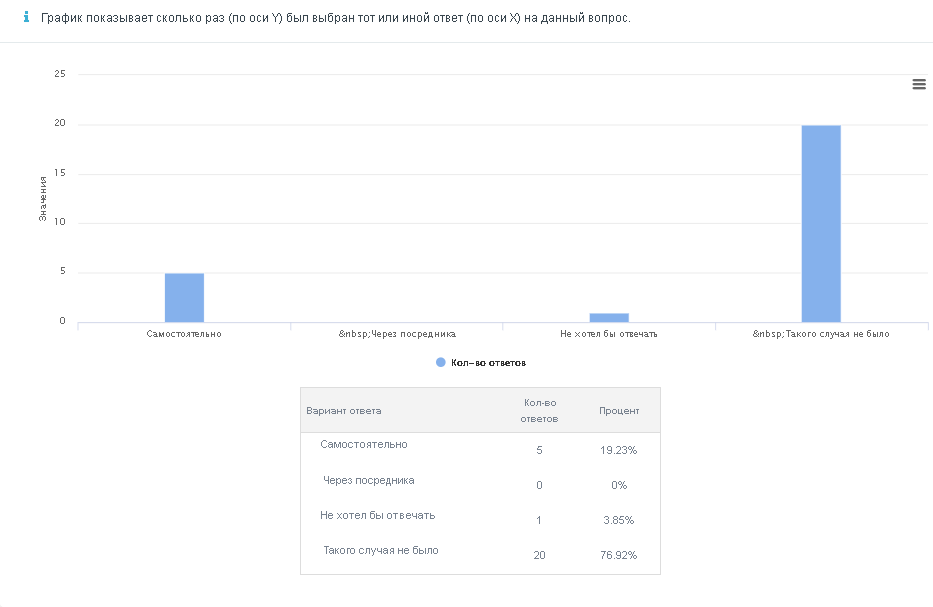 График показывает сколько раз (по оси Y) был выбран тот или иной ответ (по оси X) на данный вопрос.
25
20
15
10
5
0
Значения
Самостоятельно
&nbsp;Через посредника
Не хотел бы отвечать
&nbsp;Такого случая не было
Кол-во ответов
Вариант ответа
Кол-во
ответов
Процент
Самостоятельно 5 19.23%
Через посредника 0 0%
Не хотел бы отвечать 1 3.85%
Такого случая не было 20 76.92%